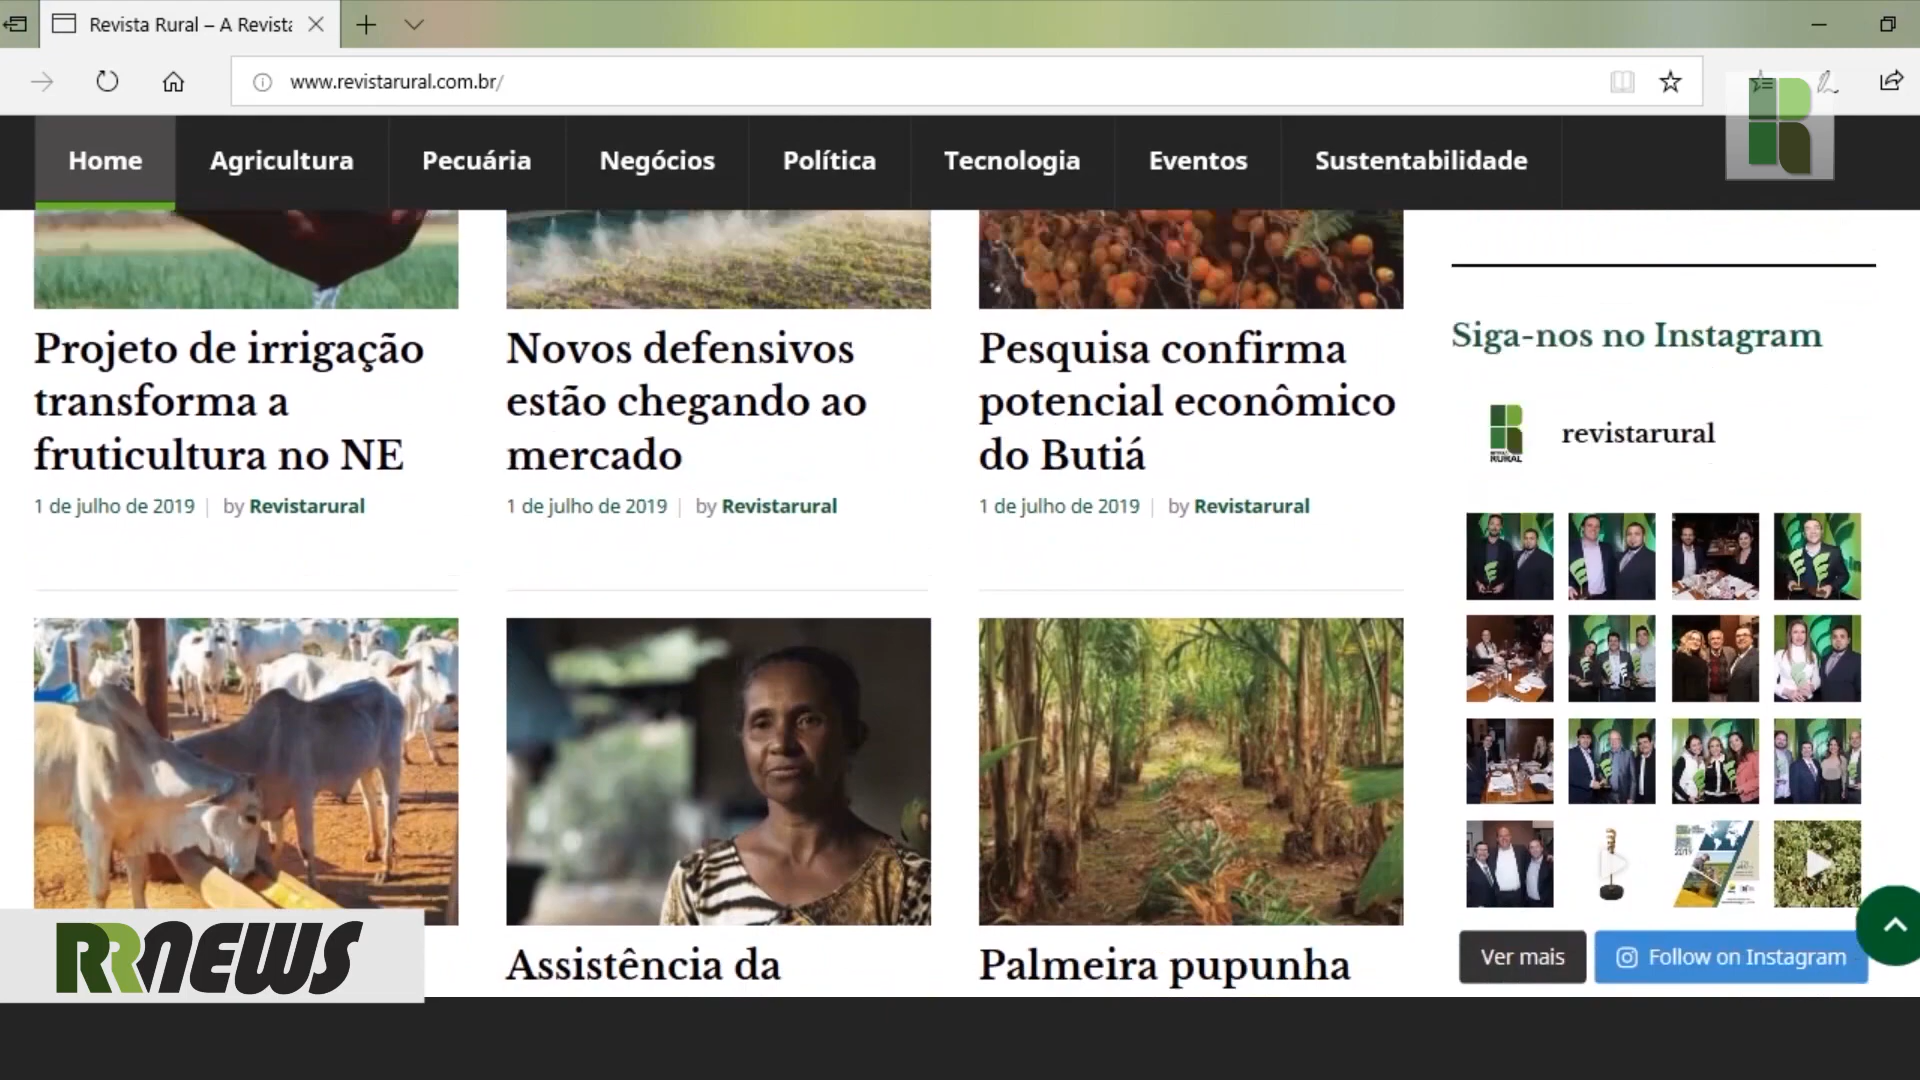 Revista Rural – A Revista
www.revistarural.com.br/
Home Agricultura Pecuária Negócios Política Tecnologia Eventos Sustentabilidade
Projeto de irrigação
transforma a
fruticultura no NE
1 de julho de 2019 | by Revistarural
Novos defensivos
estão chegando ao
mercado
1 de julho de 2019 | by Revistarural
Pesquisa confirma
potencial econômico
do Butiá
1 de julho de 2019 | by Revistarural
Siga-nos no Instagram
RURAL
revistarural
Assistência da
Palmeira pupunha
Ver mais
Follow on Instagram
RRNEWS